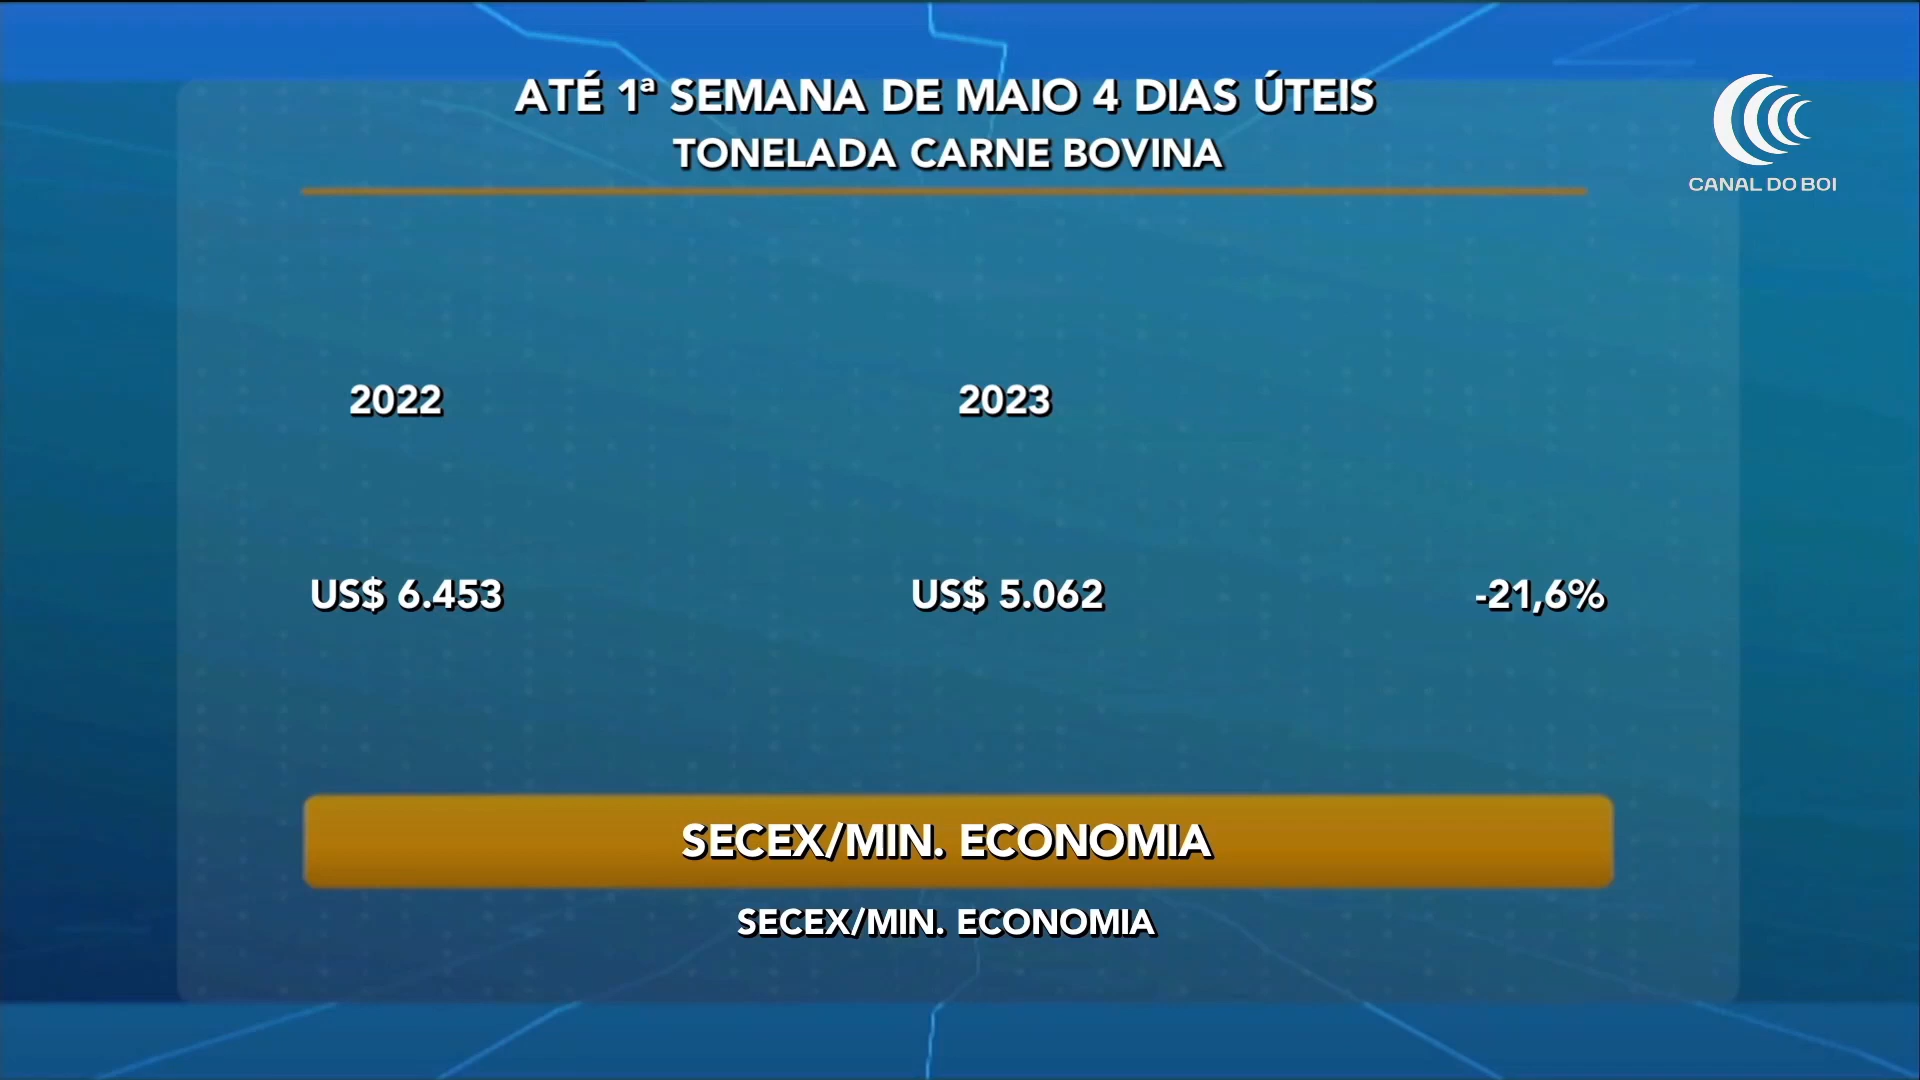 ATÉ 1ª SEMANA DE MAIO 4 DIAS ÚTEIS
TONELADA CARNE BOVINA
CANAL DO BOI
2022 2023
US$ 6.453 US$ 5.062 -21,6%
SECEX/MIN. ECONOMIA
SECEX/MIN. ECONOMIA